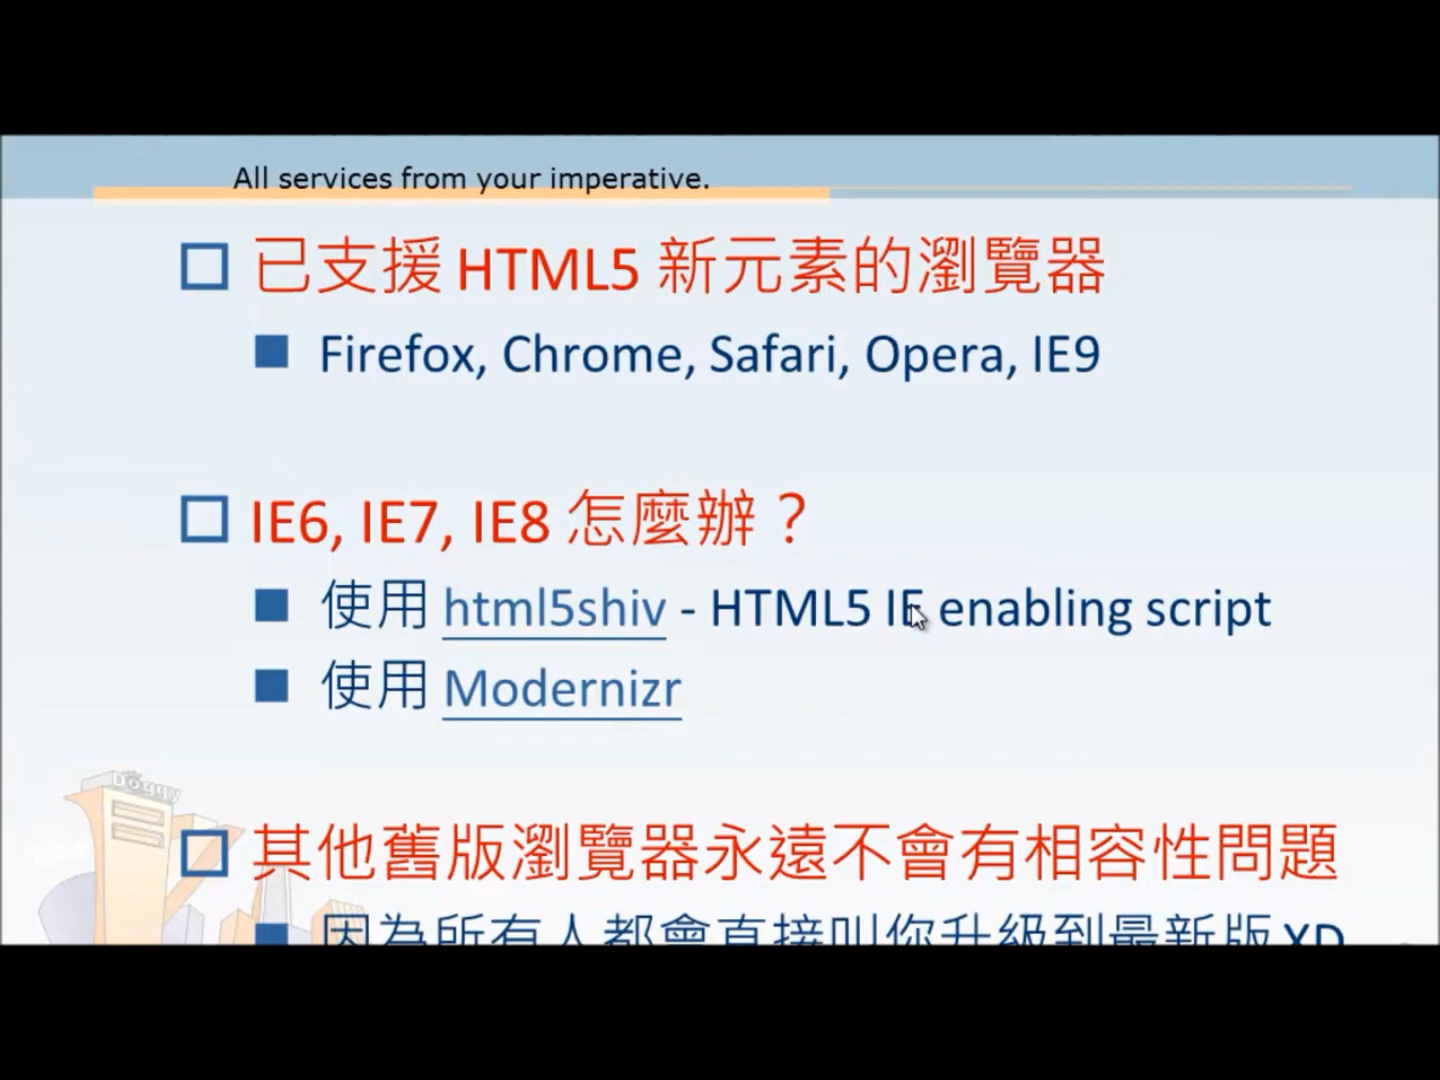 All services from your imperative.
已支援 HTML5 新元素的瀏覽器
Firefox, Chrome, Safari, Opera, IE9
IE6, IE7, IE8 怎麼辦？
使用 html5shiv - HTML5 IE enabling script
使用 Modernizr
Doggy
其他舊版瀏覽器永遠不會有相容性問題
因為所有人都會直接叫你升級到最新版 XD